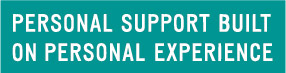 PERSONAL SUPPORT BUILT
ON PERSONAL EXPERIENCE